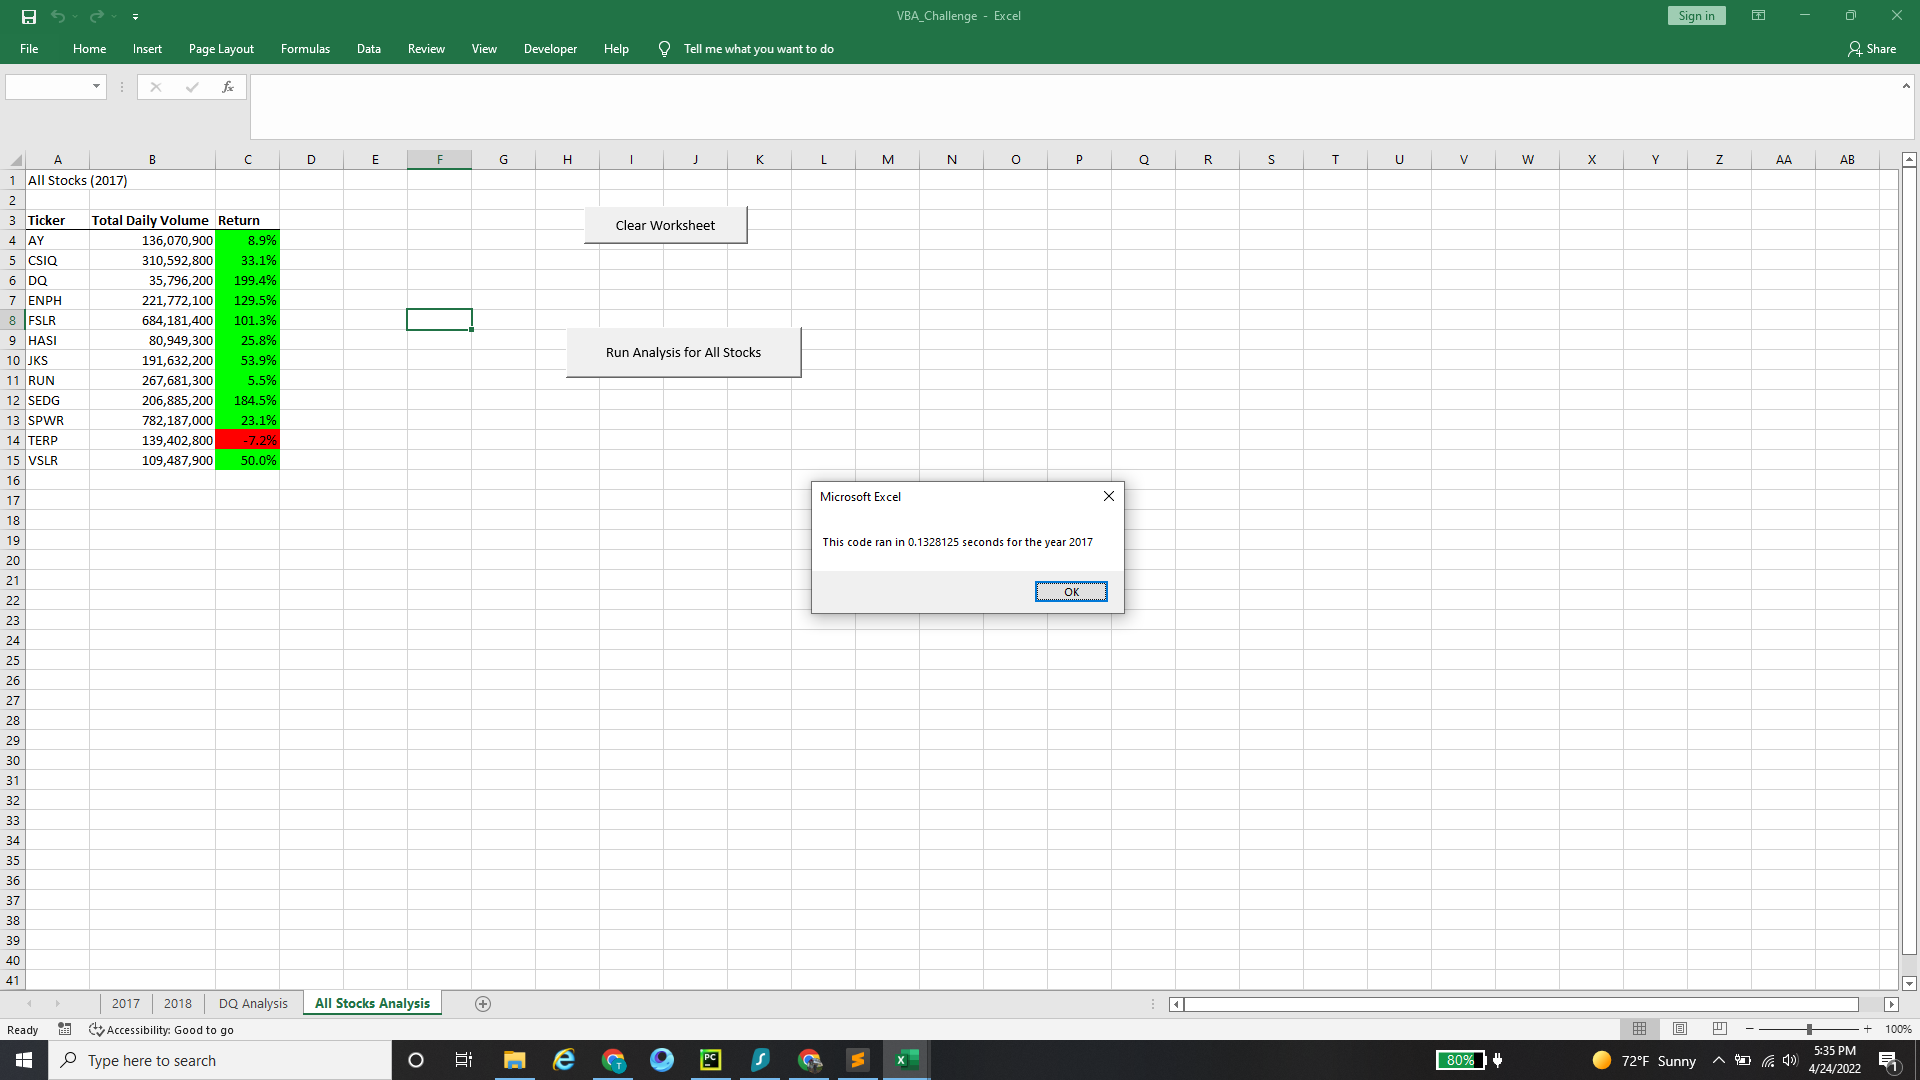 VBA_Challenge - Excel
Sign in
File Home Insert Page Layout Formulas Data Review View Developer Help Tell me what you want to do Share
fx
A B C D E F G H I J K L M N O P Q R S T U V W X Y Z AA AB
1 All Stocks (2017)
2
3 Ticker Total Daily Volume Return
Clear Worksheet
4 AY 136,070,900 8.9%
5 CSIQ 310,592,800 33.1%
6 DQ 35,796,200 199.4%
7 ENPH 221,772,100 129.5%
8 FSLR 684,181,400 101.3%
9 HASI 80,949,300 25.8%
Run Analysis for All Stocks
10 JKS 191,632,200 53.9%
11 RUN 267,681,300 5.5%
12 SEDG 206,885,200 184.5%
13 SPWR 782,187,000 23.1%
14 TERP 139,402,800 -7.2%
15 VSLR 109,487,900 50.0%
16
17
18
19
20
21
22
23
24
25
26
27
28
29
30
31
32
33
34
35
36
37
38
39
40
41
Microsoft Excel
This code ran in 0.1328125 seconds for the year 2017
OK
2017 2018 DQ Analysis All Stocks Analysis
Ready Accessibility: Good to go 100%
Type here to search
PC
T
80%
72°F Sunny
5:35 PM
4/24/2022
1